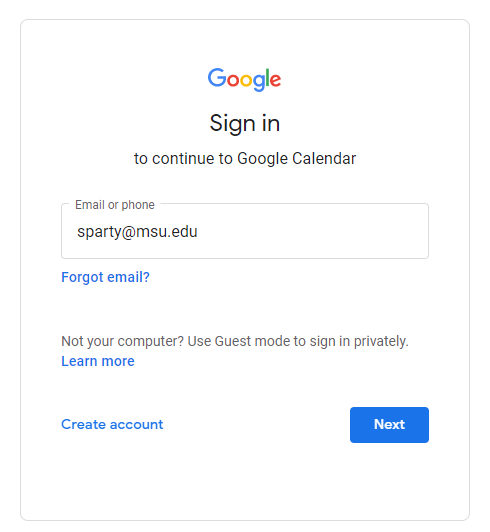 Google
Sign in
to continue to Google Calendar
Email or phone
sparty@msu.edu
Forgot email?
Not your computer? Use Guest mode to sign in privately.
Learn more
Create account
Next